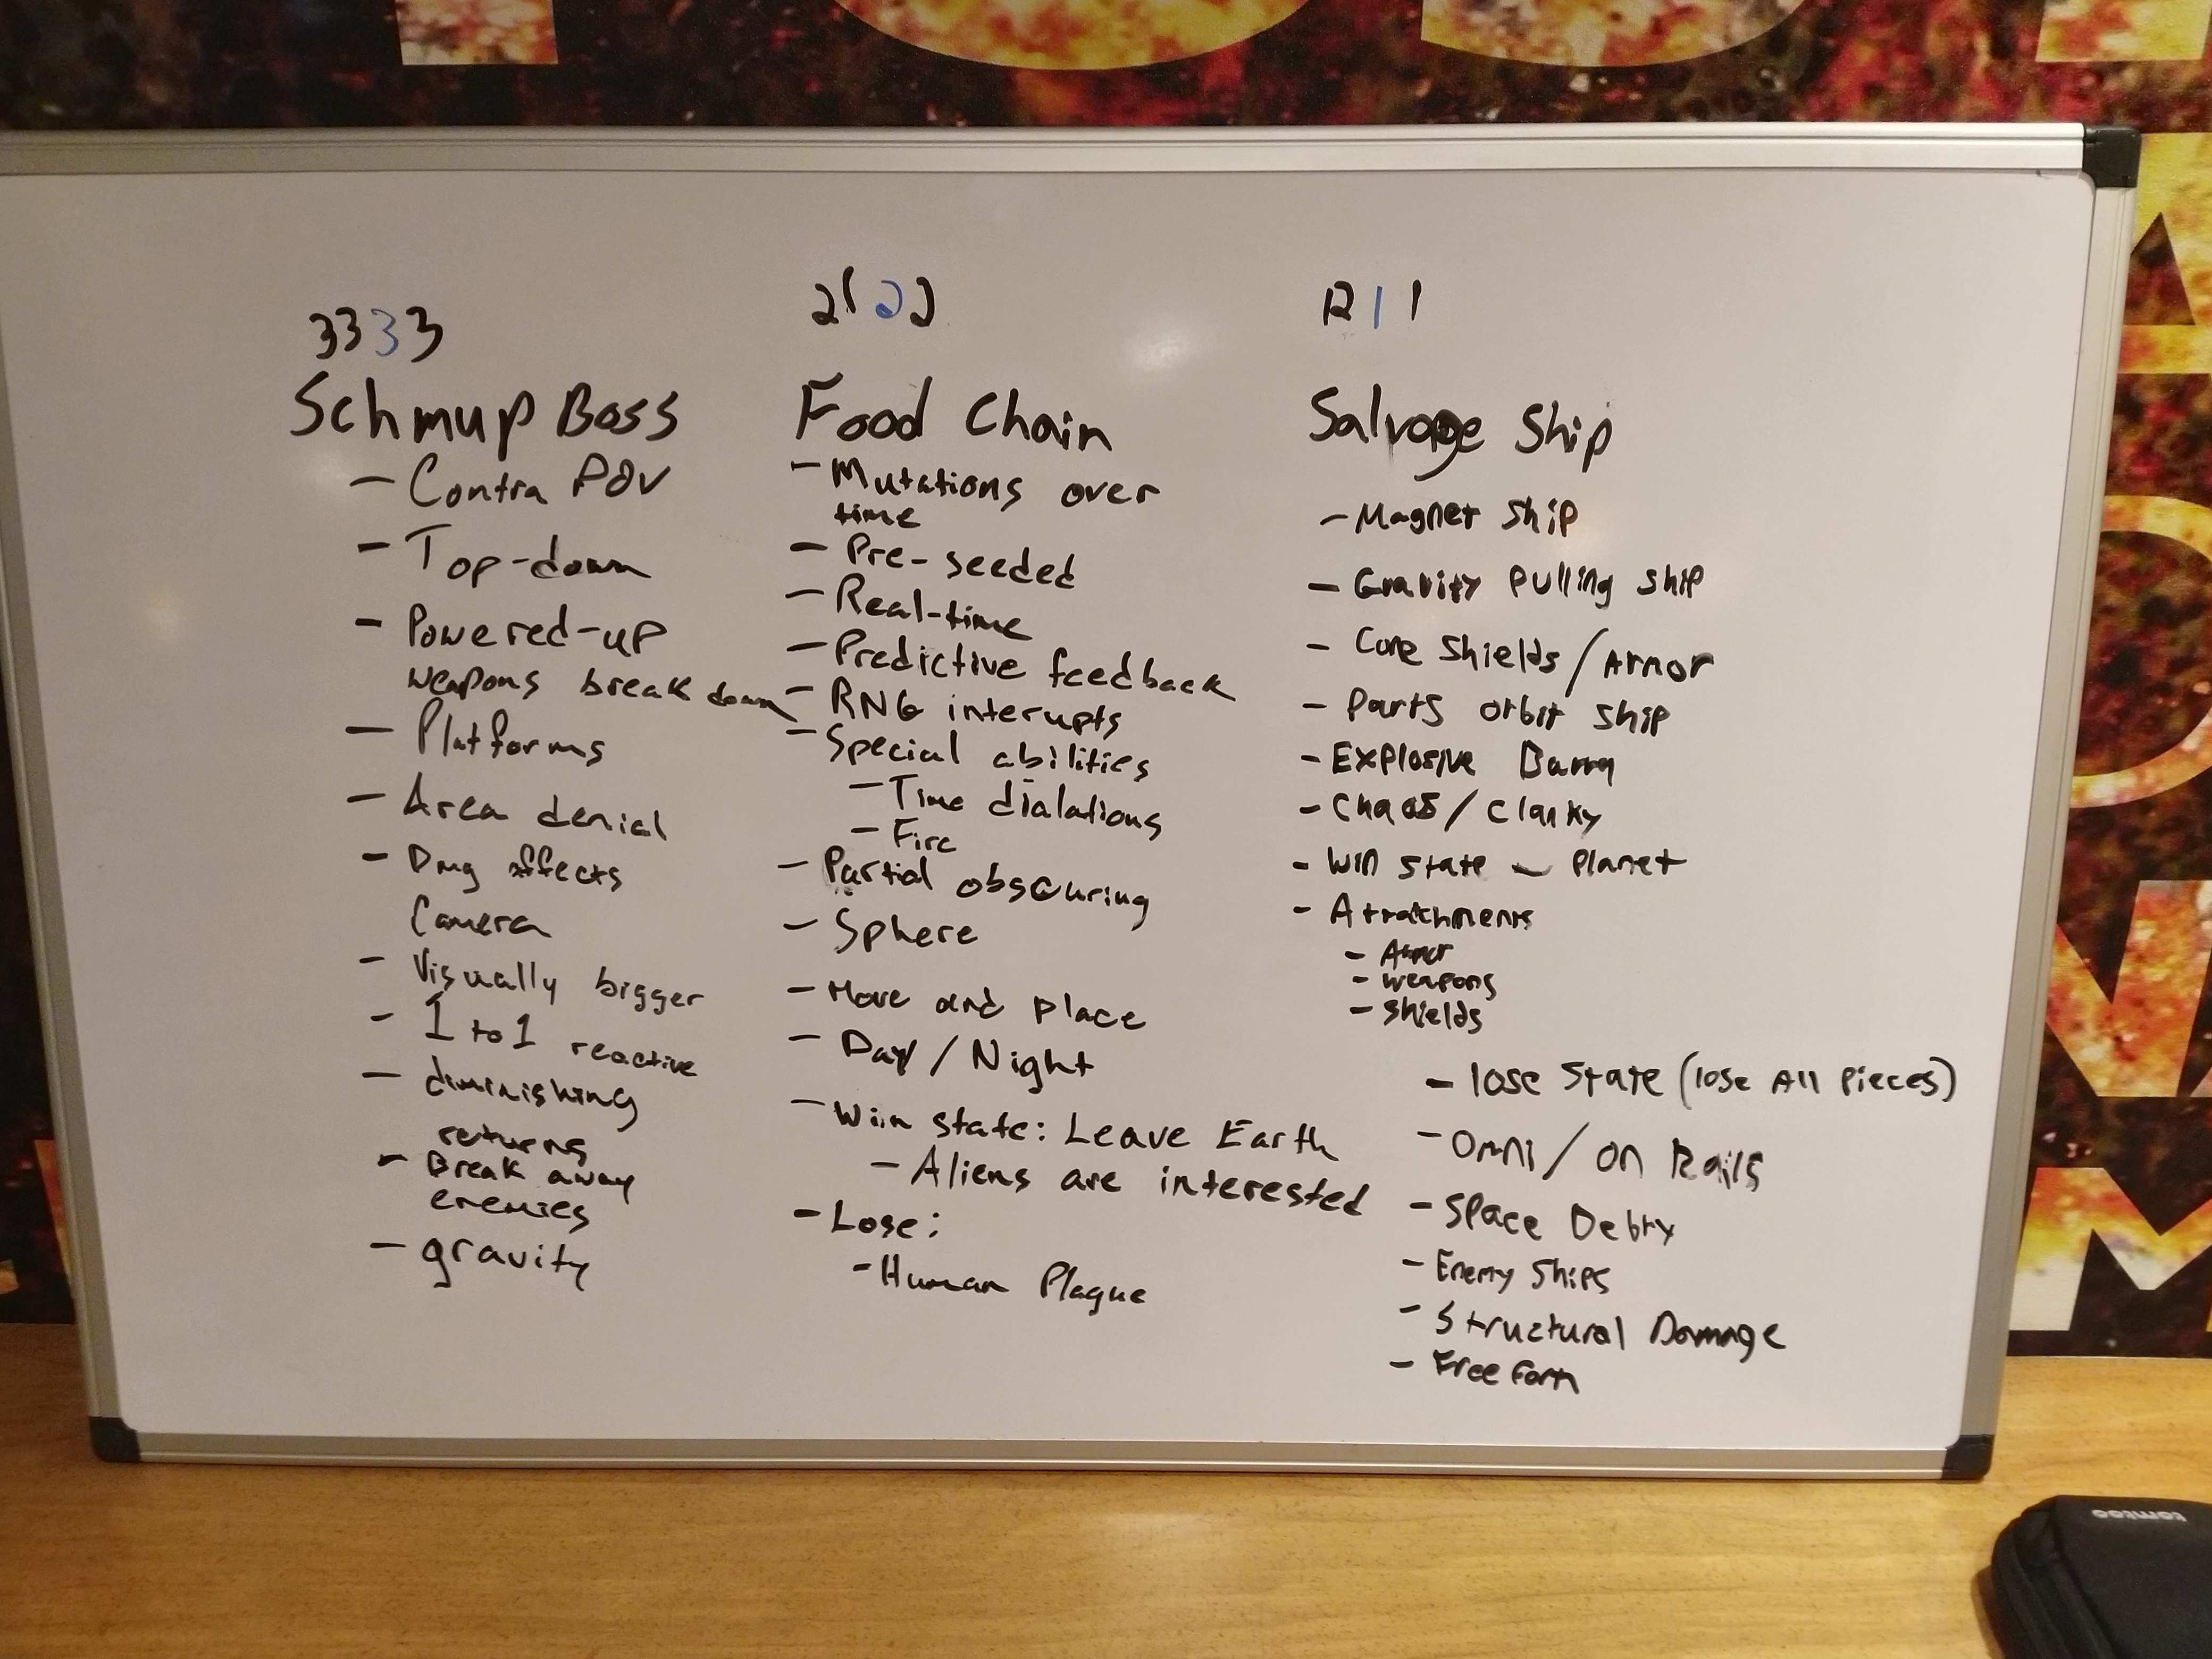 3333
Schmup Boss
- Contra POV
- Top-down
- Powered-up
weapons break down
- Platforms
- Area denial
- Dmg affects
Camera
- Visually bigger
- 1 to 1 reactive
- diminishing
returns
- Break away
enemies
- gravity
2122
Food Chain
- Mutations over
time
- Pre-seeded
- Real-time
- Predictive feedback
- RNG interupts
- Special abilities
- Time dialations
- Fire
- Partial obscuring
- Sphere
- Move and place
- Day / Night
- Win state: Leave Earth
- Aliens are interested
- Lose:
- Human Plague
1211
Salvage Ship
- Magnet Ship
- Gravity Pulling Ship
- Core Shields / Armor
- Parts orbit ship
- Explosive
- Chaos / Clanky
- Win State - Planet
- Attatchments
- Armor
- Weapons
- Shields
- lose State (lose All Pieces)
- Omni / On Rails
- Space
- Enemy Ships
- Structural Damage
- Free Form
tomtoc